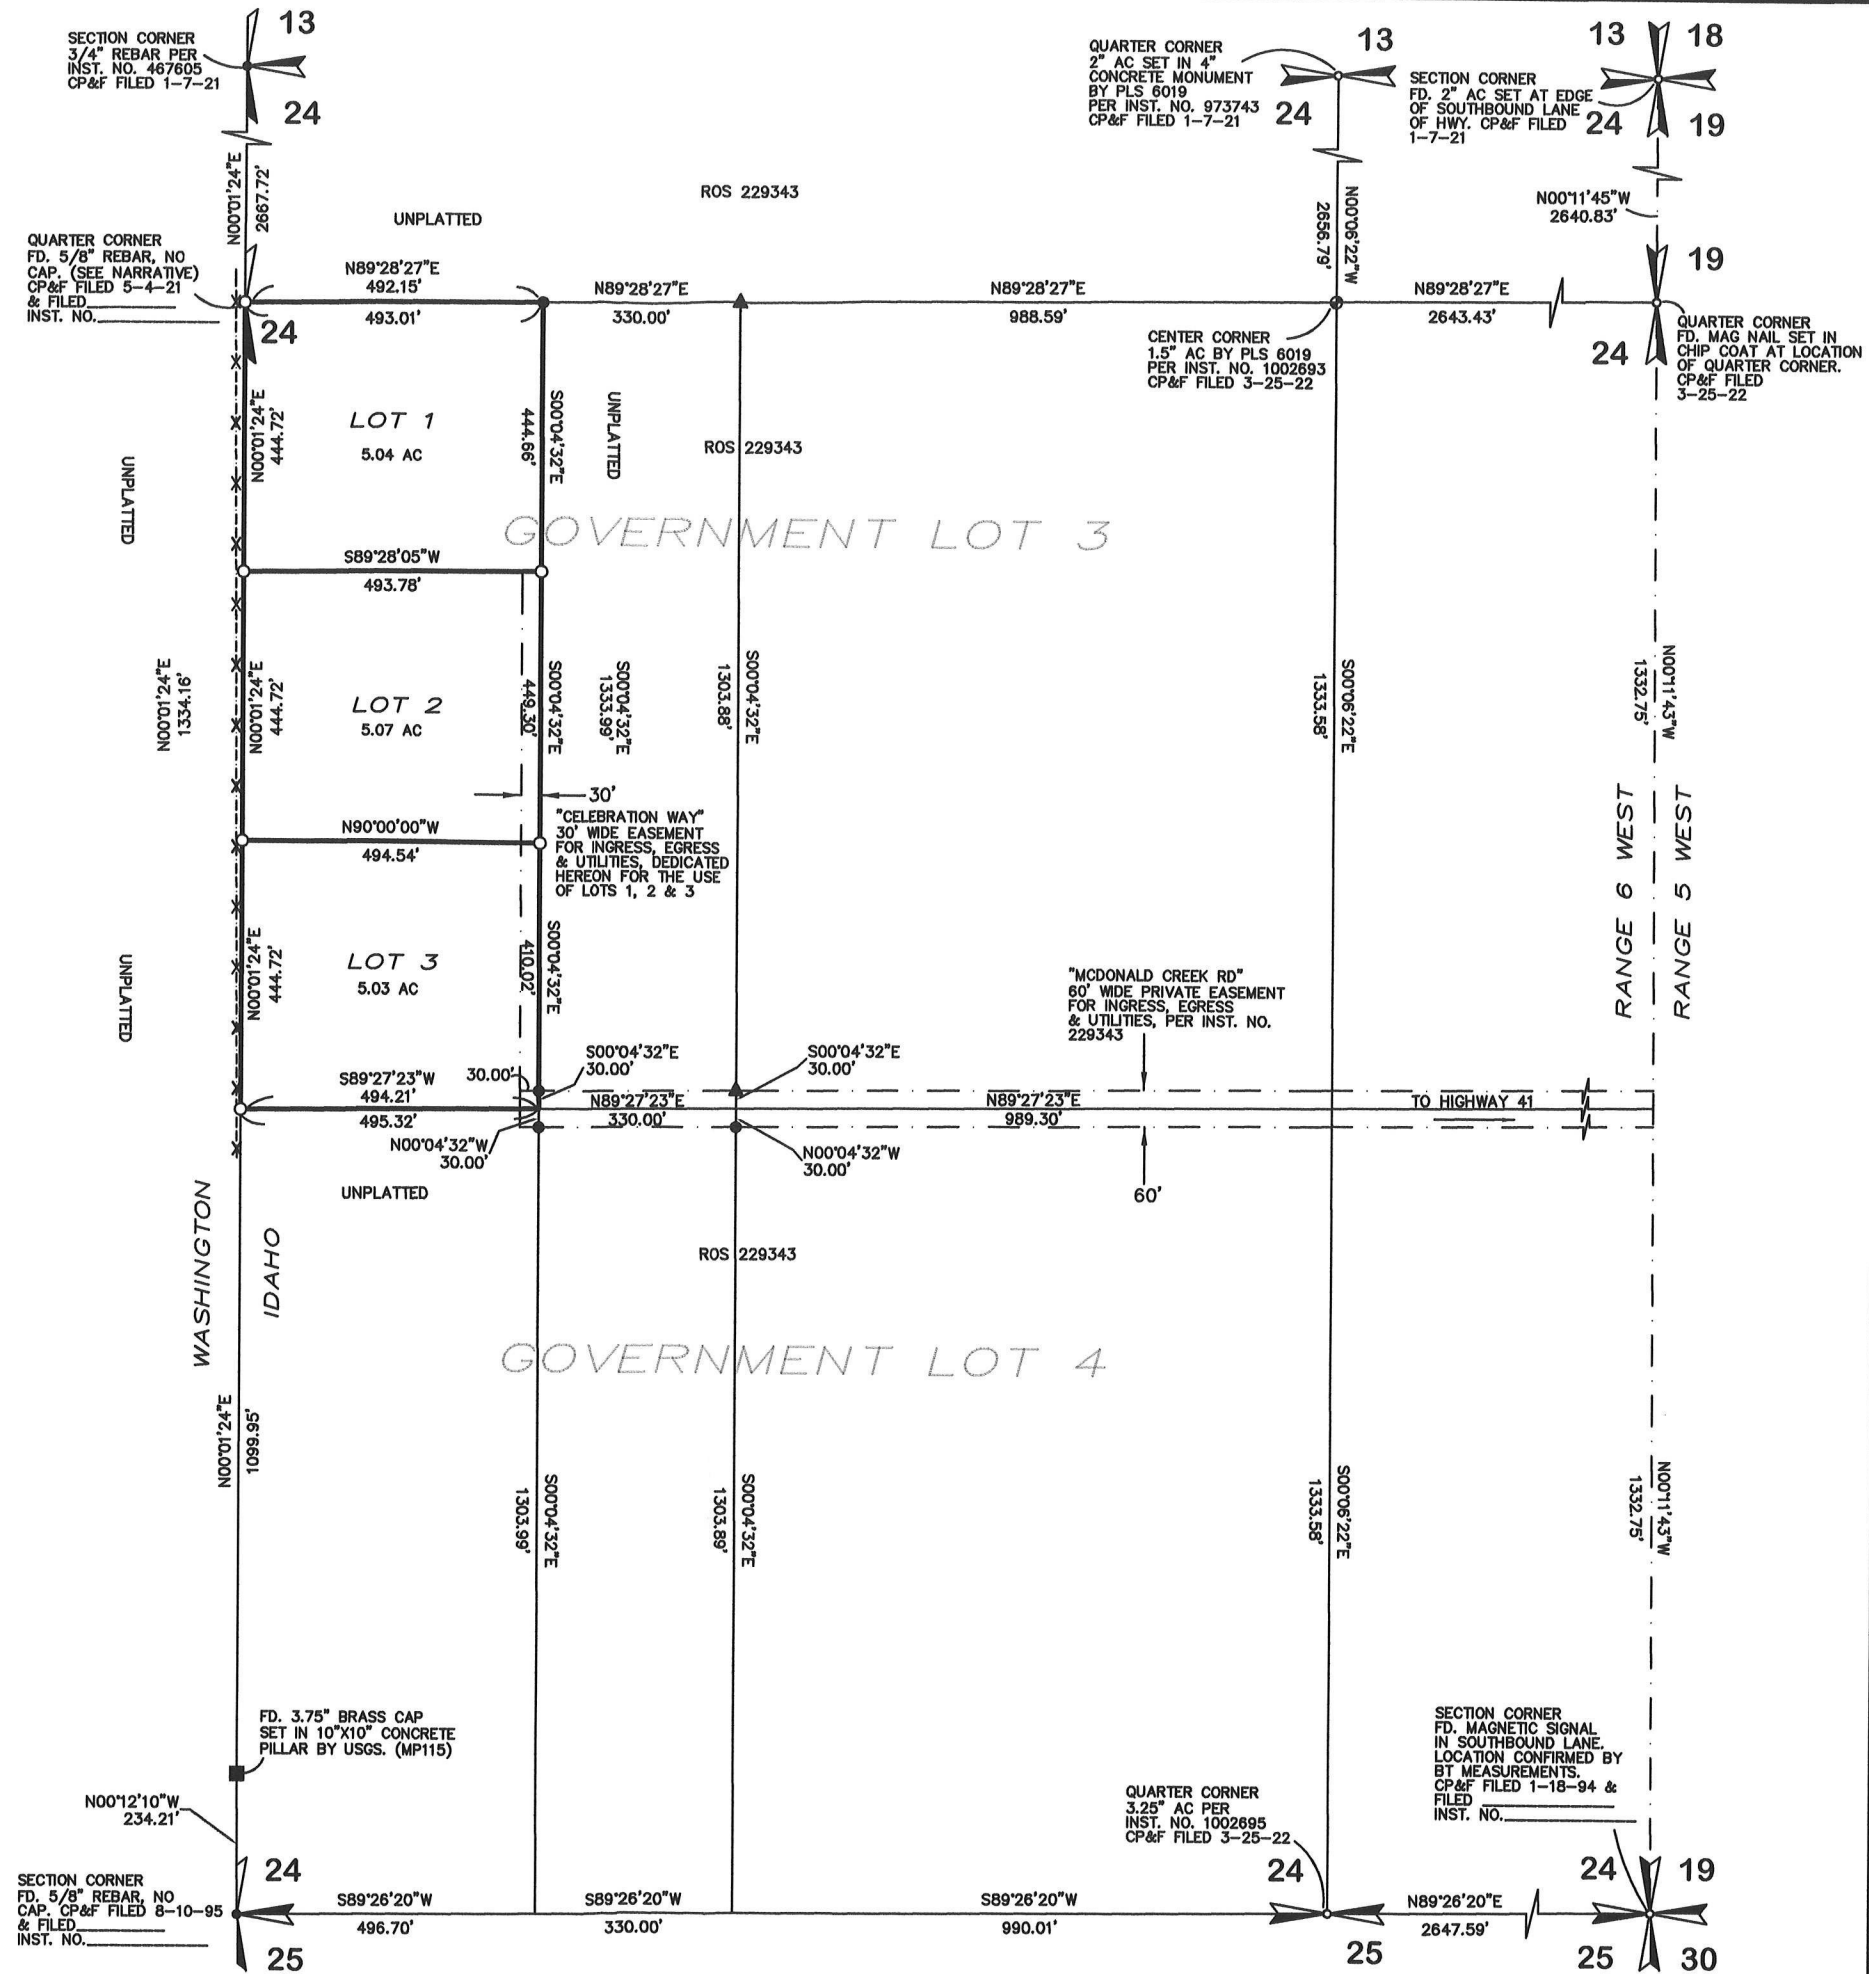 13
SECTION CORNER
3/4" REBAR PER
INST. NO. 467605
CP&F FILED 1-7-21
24
QUARTER CORNER
2" AC SET IN 4"
CONCRETE MONUMENT
BY PLS 6019
PER INST. NO. 973743
CP&F FILED 1-7-21
13
24
SECTION CORNER
FD. 2" AC SET AT EDGE
OF SOUTHBOUND LANE
OF HWY. CP&F FILED
1-7-21
13
18
24
19
N00°01'24"E
2667.72'
ROS 229343
UNPLATTED
N00°06'22"W
2656.79'
N00°11'45"W
2640.83'
QUARTER CORNER
FD. 5/8" REBAR, NO
CAP. (SEE NARRATIVE)
CP&F FILED 5-4-21
& FILED
INST. NO.
24
N89°28'27"E
492.15'
493.01'
N89°28'27"E
330.00'
N89°28'27"E
988.59'
N89°28'27"E
2643.43'
19
24
CENTER CORNER
1.5" AC BY PLS 6019
PER INST. NO. 1002693
CP&F FILED 3-25-22
QUARTER CORNER
FD. MAG NAIL SET IN
CHIP COAT AT LOCATION
OF QUARTER CORNER.
CP&F FILED
3-25-22
UNPLATTED
N00°01'24"E
444.72'
LOT 1
5.04 AC
444.66'
S00°04'32"E
UNPLATTED
ROS 229343
GOVERNMENT LOT 3
S89°28'05"W
493.78'
N00°01'24"E
1334.16'
N00°01'24"E
444.72'
LOT 2
5.07 AC
449.30'
S00°04'32"E
S00°04'32"E
1333.99'
S00°04'32"E
1303.88'
S00°06'22"E
1333.58'
N00°11'43"W
1332.75'
30'
"CELEBRATION WAY"
30' WIDE EASEMENT
FOR INGRESS, EGRESS
& UTILITIES, DEDICATED
HEREON FOR THE USE
OF LOTS 1, 2 & 3
N90°00'00"W
494.54'
RANGE 6 WEST
RANGE 5 WEST
UNPLATTED
N00°01'24"E
444.72'
LOT 3
5.03 AC
410.02'
S00°04'32"E
"MCDONALD CREEK RD"
60' WIDE PRIVATE EASEMENT
FOR INGRESS, EGRESS
& UTILITIES, PER INST. NO.
229343
S89°27'23"W
494.21'
495.32'
30.00'
S00°04'32"E
30.00'
S00°04'32"E
30.00'
N89°27'23"E
330.00'
N89°27'23"E
989.30'
TO HIGHWAY 41
N00°04'32"W
30.00'
N00°04'32"W
30.00'
60'
UNPLATTED
WASHINGTON
IDAHO
ROS 229343
GOVERNMENT LOT 4
N00°01'24"E
1099.95'
S00°04'32"E
1303.99'
S00°04'32"E
1303.89'
S00°06'22"E
1333.58'
N00°11'43"W
1332.75'
FD. 3.75" BRASS CAP
SET IN 10"X10" CONCRETE
PILLAR BY USGS. (MP115)
N00°12'10"W
234.21'
QUARTER CORNER
3.25" AC PER
INST. NO. 1002695
CP&F FILED 3-25-22
SECTION CORNER
FD. MAGNETIC SIGNAL
IN SOUTHBOUND LANE.
LOCATION CONFIRMED BY
BT MEASUREMENTS.
CP&F FILED 1-18-94 &
FILED
INST. NO.
SECTION CORNER
FD. 5/8" REBAR, NO
CAP. CP&F FILED 8-10-95
& FILED
INST. NO.
24
25
S89°26'20"W
496.70'
S89°26'20"W
330.00'
S89°26'20"W
990.01'
24
25
N89°26'20"E
2647.59'
24
19
25
30